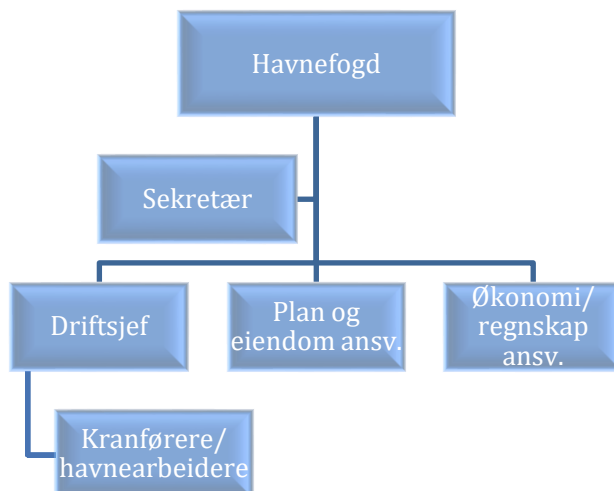 Havnefogd
Sekretær
Driftsjef
Plan og
eiendom ansv.
Økonomi/
regnskap
ansv.
Kranførere/
havnearbeidere